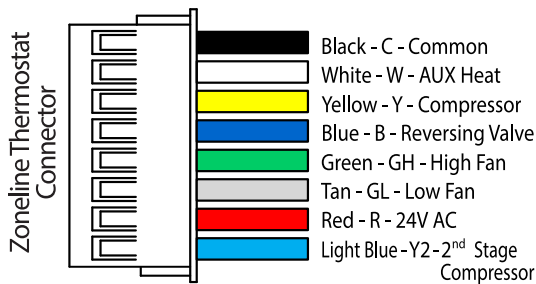 Zoneline Thermostat
Connector
Black - C - Common
White - W - AUX Heat
Yellow - Y - Compressor
Blue - B - Reversing Valve
Green - GH - High Fan
Tan - GL - Low Fan
Red - R - 24V AC
Light Blue - Y2 - 2nd Stage
Compressor